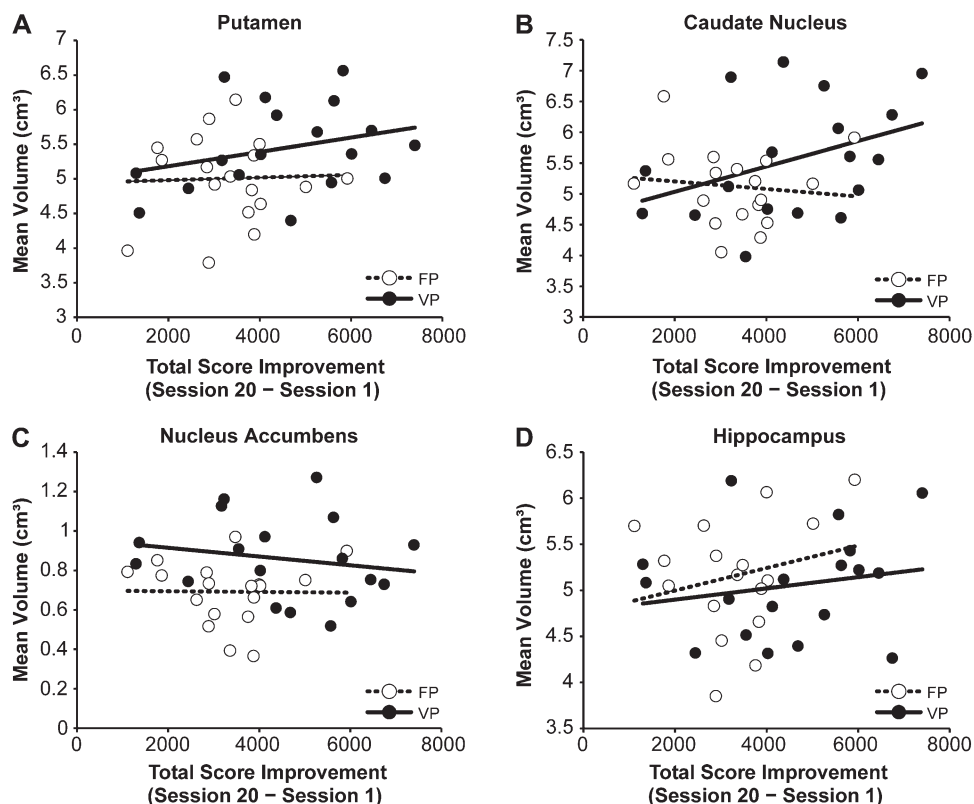 A Putamen
7
6.5
6
5.5
5
4.5
4
3.5
3
Mean Volume (cm³)
FP
VP
0 2000 4000 6000 8000
Total Score Improvement
(Session 20 − Session 1)
B Caudate Nucleus
7.5
7
6.5
6
5.5
5
4.5
4
3.5
3
Mean Volume (cm³)
FP
VP
0 2000 4000 6000 8000
Total Score Improvement
(Session 20 − Session 1)
C Nucleus Accumbens
1.4
1.2
1
0.8
0.6
0.4
0.2
0
Mean Volume (cm³)
FP
VP
0 2000 4000 6000 8000
Total Score Improvement
(Session 20 − Session 1)
D Hippocampus
6.5
6
5.5
5
4.5
4
3.5
Mean Volume (cm³)
FP
VP
0 2000 4000 6000 8000
Total Score Improvement
(Session 20 − Session 1)